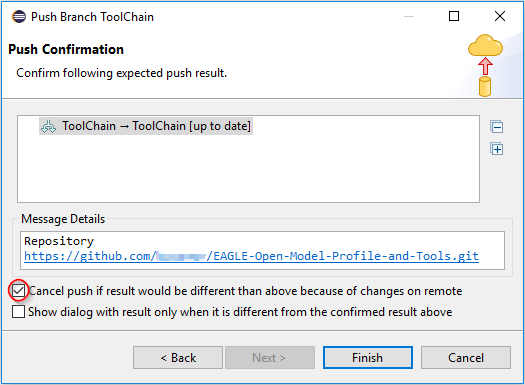 Push Branch ToolChain
Push Confirmation
Confirm following expected push result.
ToolChain → ToolChain [up to date]
Message Details
Repository
https://github.com/ /EAGLE-Open-Model-Profile-and-Tools.git
Cancel push if result would be different than above because of changes on remote
Show dialog with result only when it is different from the confirmed result above
< Back Next > Finish Cancel